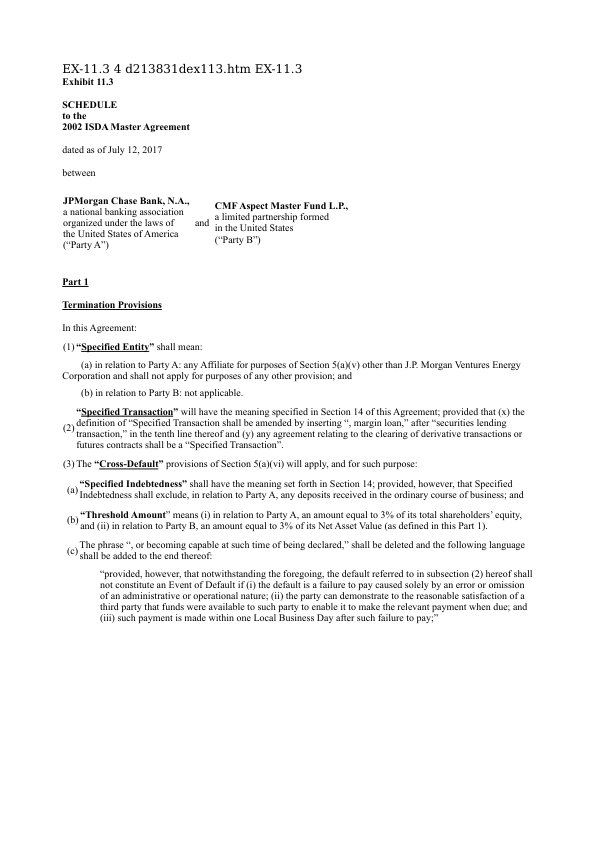 EX-11.3 4 d213831dex113.htm EX-11.3
Exhibit 11.3
SCHEDULE
to the
2002 ISDA Master Agreement
dated as of July 12, 2017
between
JPMorgan Chase Bank, N.A.,
a national banking association
organized under the laws of
the United States of America
(“Party A”)
and
CMF Aspect Master Fund L.P.,
a limited partnership formed
in the United States
(“Party B”)
Part 1
Termination Provisions
In this Agreement:
(1) “Specified Entity” shall mean:
(a) in relation to Party A: any Affiliate for purposes of Section 5(a)(v) other than J.P. Morgan Ventures Energy
Corporation and shall not apply for purposes of any other provision; and
(b) in relation to Party B: not applicable.
(2) “Specified Transaction” will have the meaning specified in Section 14 of this Agreement; provided that (x) the
definition of “Specified Transaction shall be amended by inserting “, margin loan,” after “securities lending
transaction,” in the tenth line thereof and (y) any agreement relating to the clearing of derivative transactions or
futures contracts shall be a “Specified Transaction”.
(3) The “Cross-Default” provisions of Section 5(a)(vi) will apply, and for such purpose:
(a) “Specified Indebtedness” shall have the meaning set forth in Section 14; provided, however, that Specified
Indebtedness shall exclude, in relation to Party A, any deposits received in the ordinary course of business; and
(b) “Threshold Amount” means (i) in relation to Party A, an amount equal to 3% of its total shareholders’ equity,
and (ii) in relation to Party B, an amount equal to 3% of its Net Asset Value (as defined in this Part 1).
(c) The phrase “, or becoming capable at such time of being declared,” shall be deleted and the following language
shall be added to the end thereof:
“provided, however, that notwithstanding the foregoing, the default referred to in subsection (2) hereof shall
not constitute an Event of Default if (i) the default is a failure to pay caused solely by an error or omission
of an administrative or operational nature; (ii) the party can demonstrate to the reasonable satisfaction of a
third party that funds were available to such party to enable it to make the relevant payment when due; and
(iii) such payment is made within one Local Business Day after such failure to pay;”